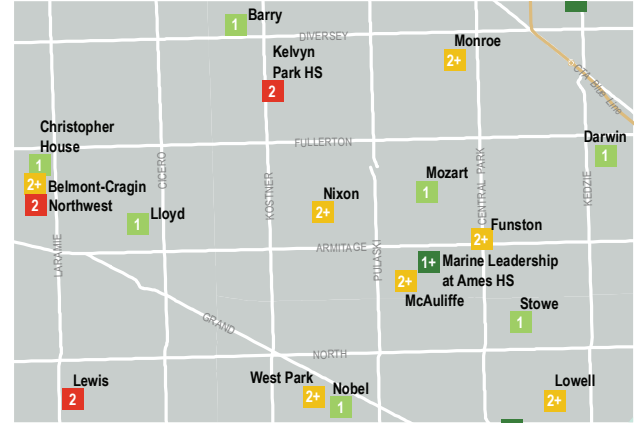 Barry
1
DIVERSEY
Monroe
2+
Kelvyn
Park HS
2
CTA Blue Line
Christopher
House
1
FULLERTON
Darwin
1
2+
Belmont-Cragin
2
Northwest
CICERO
KOSTNER
Lloyd
1
Nixon
2+
Mozart
1
CENTRAL PARK
KEDZIE
Funston
2+
LARAMIE
ARMITAGE
PULASKI
1+
Marine Leadership
at Ames HS
2+
McAuliffe
Stowe
1
GRAND
NORTH
Lewis
2
West Park
2+
Nobel
1
Lowell
2+